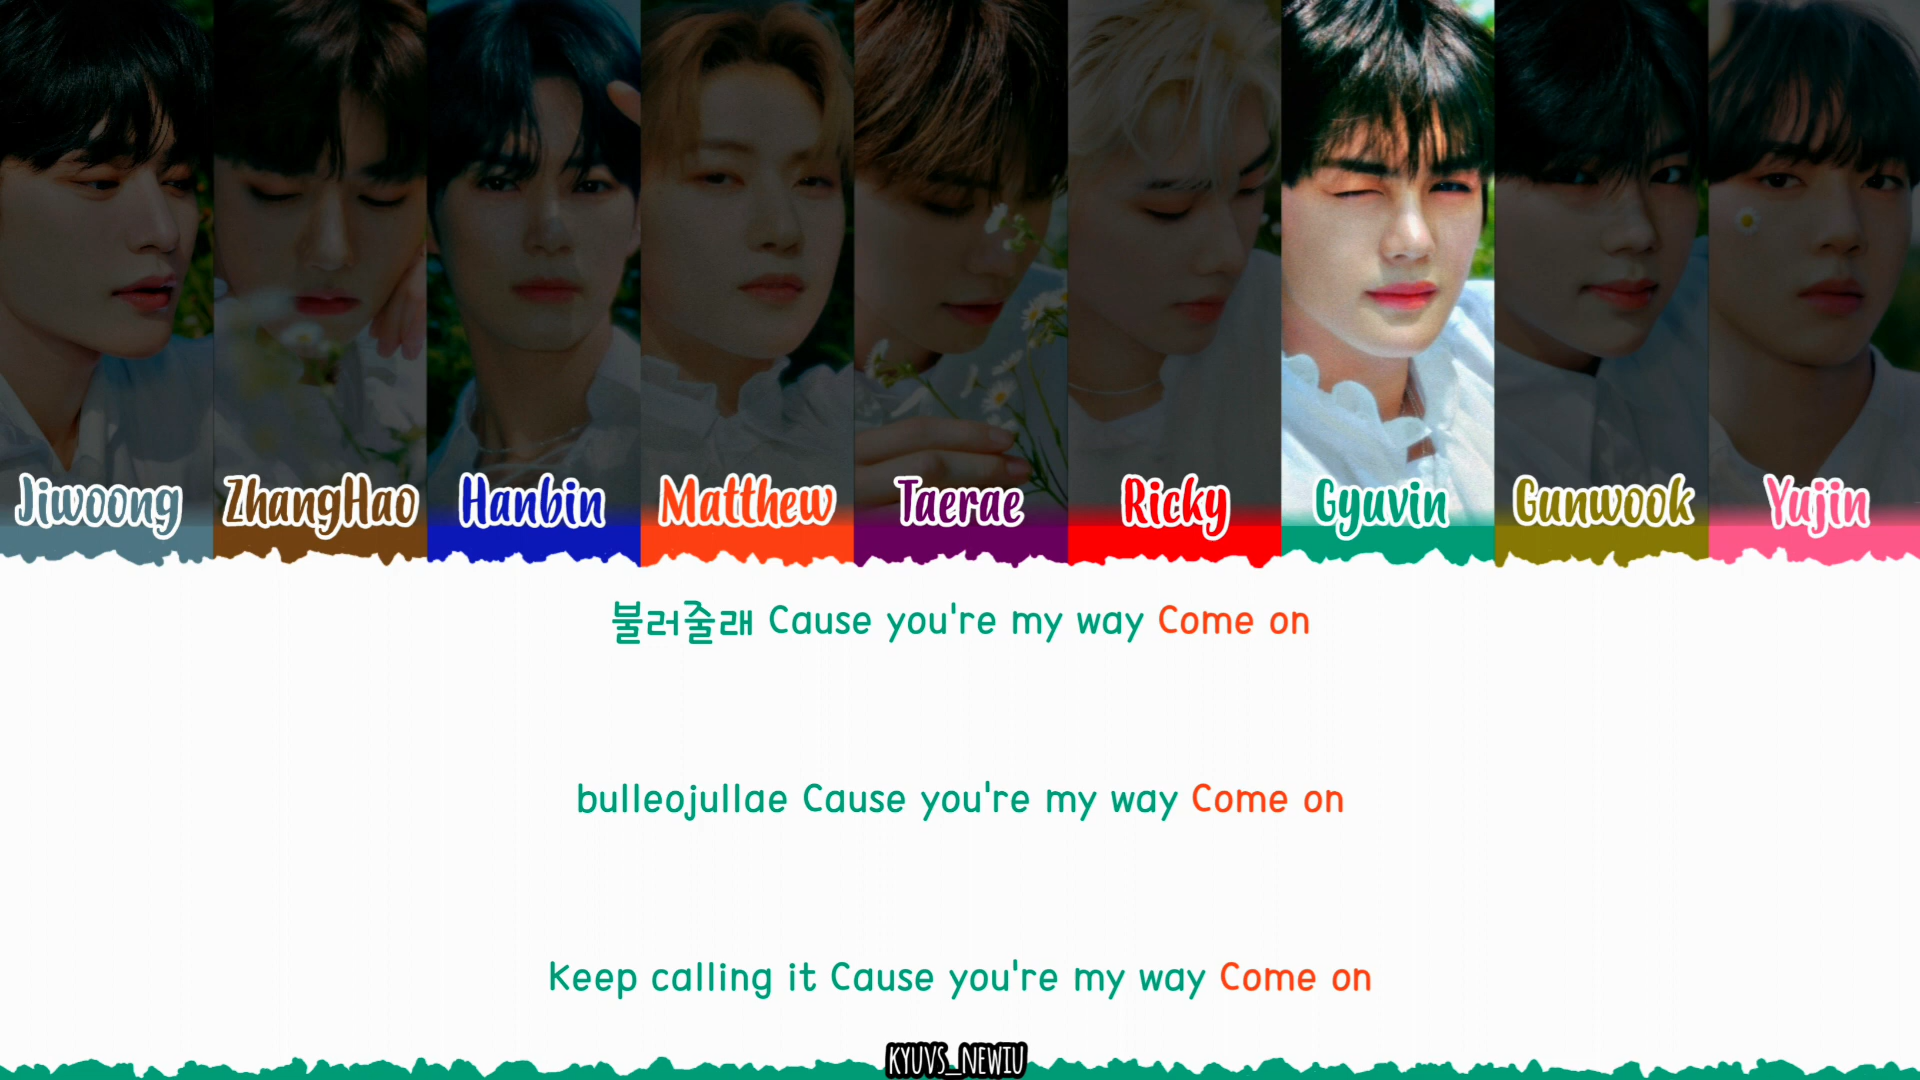 Jiwoong ZhangHao Hanbin Matthew Taerae Ricky Gyuvin Gunwook Yujin
불러줄래 Cause you're my way Come on
bulleojullae Cause you're my way Come on
Keep calling it Cause you're my way Come on
KYUVS_NEWIU